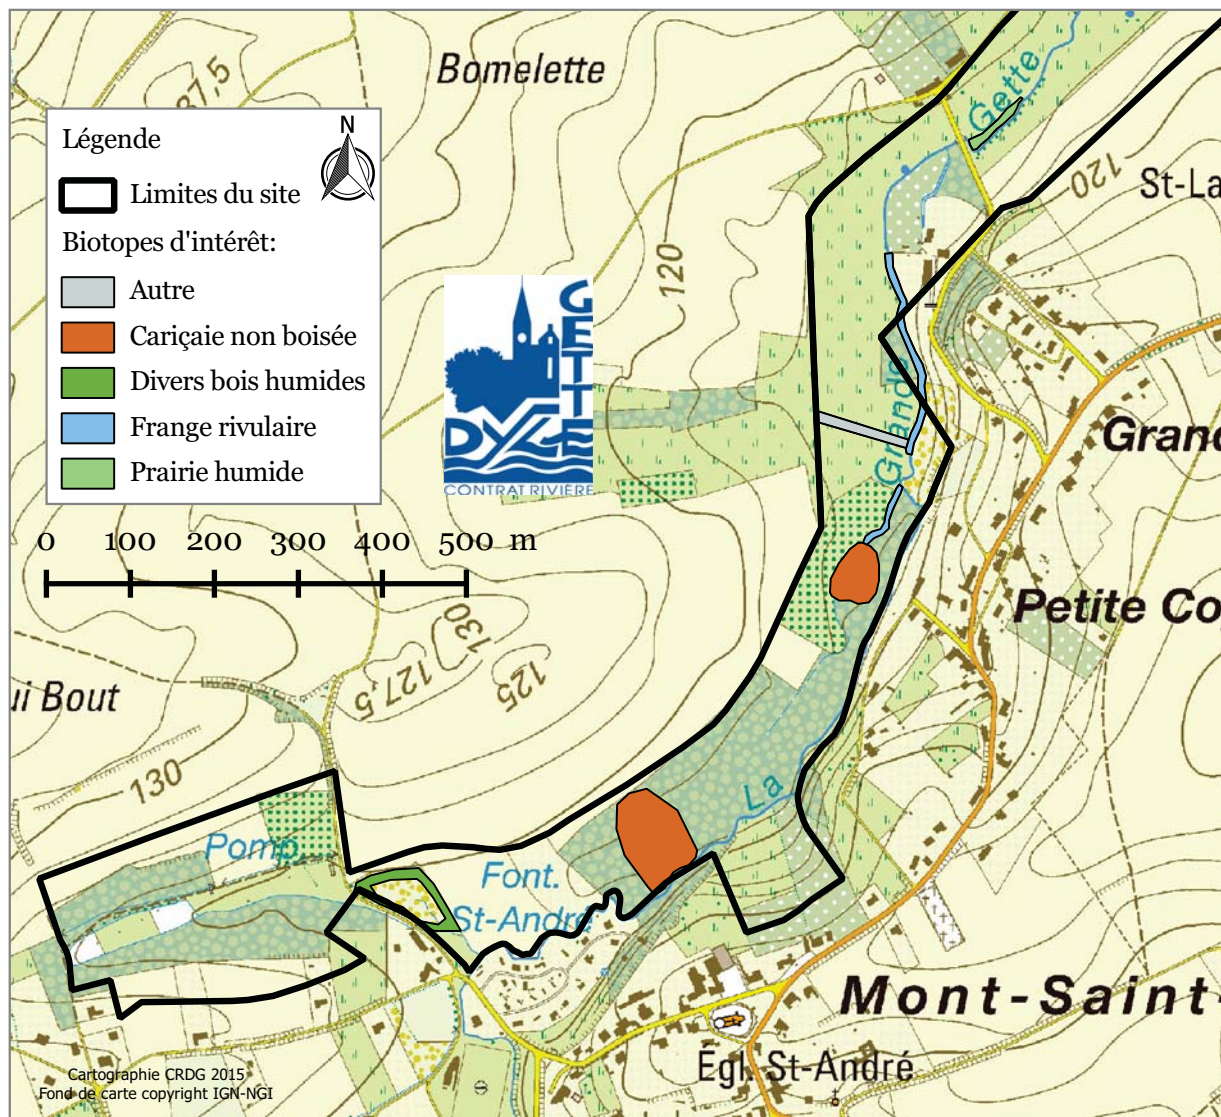 Bomelette
87,5
Gette
Légende
N
Limites du site
Biotopes d'intérêt:
Autre
Cariçaie non boisée
Divers bois humides
Frange rivulaire
Prairie humide
120
St-La
120
GETTE
DYLE
CONTRAT RIVIÈRE
Grande
Grand
0 100 200 300 400 500 m
Petite Co
130
127,5
125
ui Bout
130
La
Pomp.
Font.
St-André
Mont-Saint-
Égl. St-André
Cartographie CRDG 2015
Fond de carte copyright IGN-NGI